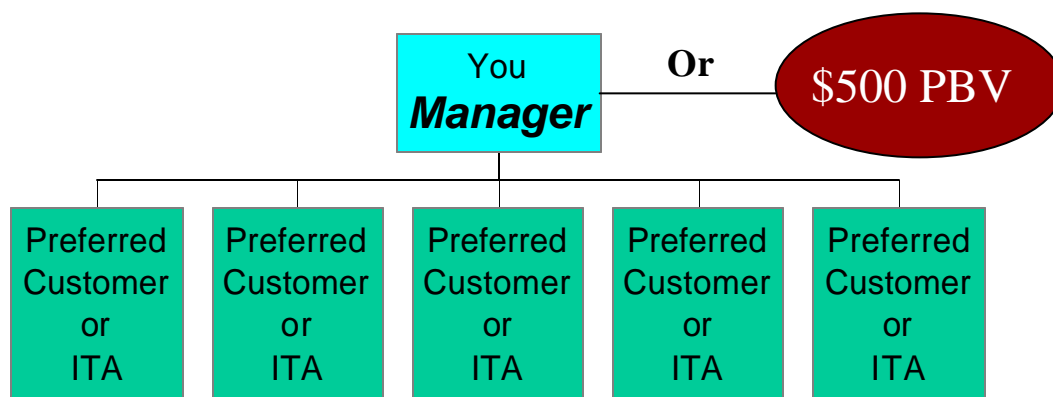 You
Manager
Or
$500 PBV
Preferred
Customer
or
ITA
Preferred
Customer
or
ITA
Preferred
Customer
or
ITA
Preferred
Customer
or
ITA
Preferred
Customer
or
ITA